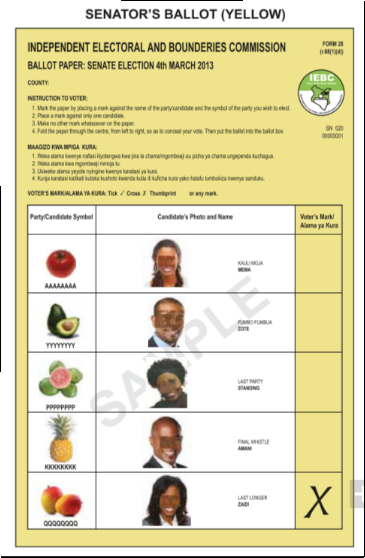 SENATOR'S BALLOT (YELLOW)
INDEPENDENT ELECTORAL AND BOUNDERIES COMMISSION
FORM 28
(r.68(1)(d))
BALLOT PAPER: SENATE ELECTION 4th MARCH 2013
IEBC
COUNTY:
INSTRUCTION TO VOTER:
1. Mark the paper by placing a mark against the name of the party/candidate and the symbol of the party you wish to elect.
2. Place a mark against only one candidate.
3. Make no other mark whatsoever on the paper.
4. Fold the paper through the centre, from left to right, so as to conceal your vote. Then put the ballot into the ballot box
SN 020
00000001
MAAGIZO KWA MPIGA KURA:
1. Weka alama kwenye nafasi iliyotengwa kwa jina la chama/mgombeaji au picha ya chama ungependa kuchagua.
2. Weka alama kwa mgombeaji mmoja tu.
3. Usiweke alama yeyote nyingine kwenye karatasi ya kura.
4. Kunja karatasi katikati kutoka kushoto kwenda kulia ili kuficha kura yako halafu tumbukiza kwenye sanduku.
VOTER'S MARK/ALAMA YA KURA: Tick ✓ Cross ✗ Thumbprint or any mark.
Party/Candidate Symbol
Candidate's Photo and Name
Voter's Mark/
Alama ya Kura
KAULI MOJA
MEMA
AAAAAAAA
FUMBO FUMBUA
ZOTE
YYYYYYYY
LAST PARTY
STANDING
PPPPPPPP
FINAL WHISTLE
AMANI
KKKKKKKK
LAST LONGER
ZAIDI
X
QQQQQQQQ
SAMPLE